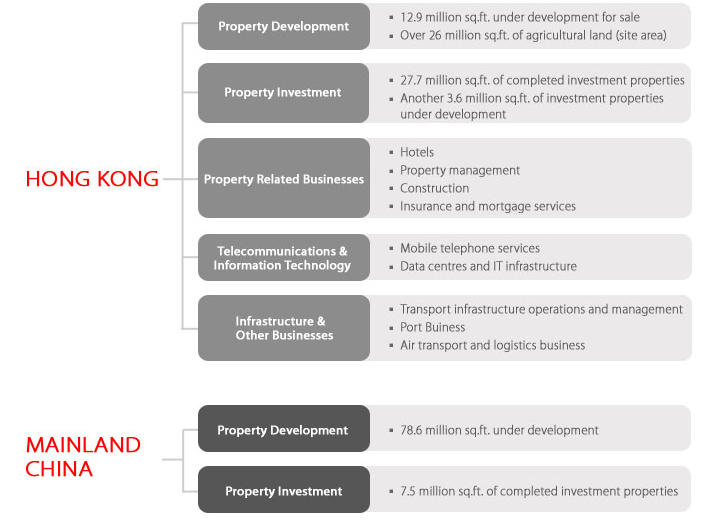 HONG KONG
Property Development
▪ 12.9 million sq.ft. under development for sale
▪ Over 26 million sq.ft. of agricultural land (site area)
Property Investment
▪ 27.7 million sq.ft. of completed investment properties
▪ Another 3.6 million sq.ft. of investment properties
under development
Property Related Businesses
▪ Hotels
▪ Property management
▪ Construction
▪ Insurance and mortgage services
Telecommunications &
Information Technology
▪ Mobile telephone services
▪ Data centres and IT infrastructure
Infrastructure &
Other Businesses
▪ Transport infrastructure operations and management
▪ Port Buiness
▪ Air transport and logistics business
MAINLAND
CHINA
Property Development
▪ 78.6 million sq.ft. under development
Property Investment
▪ 7.5 million sq.ft. of completed investment properties